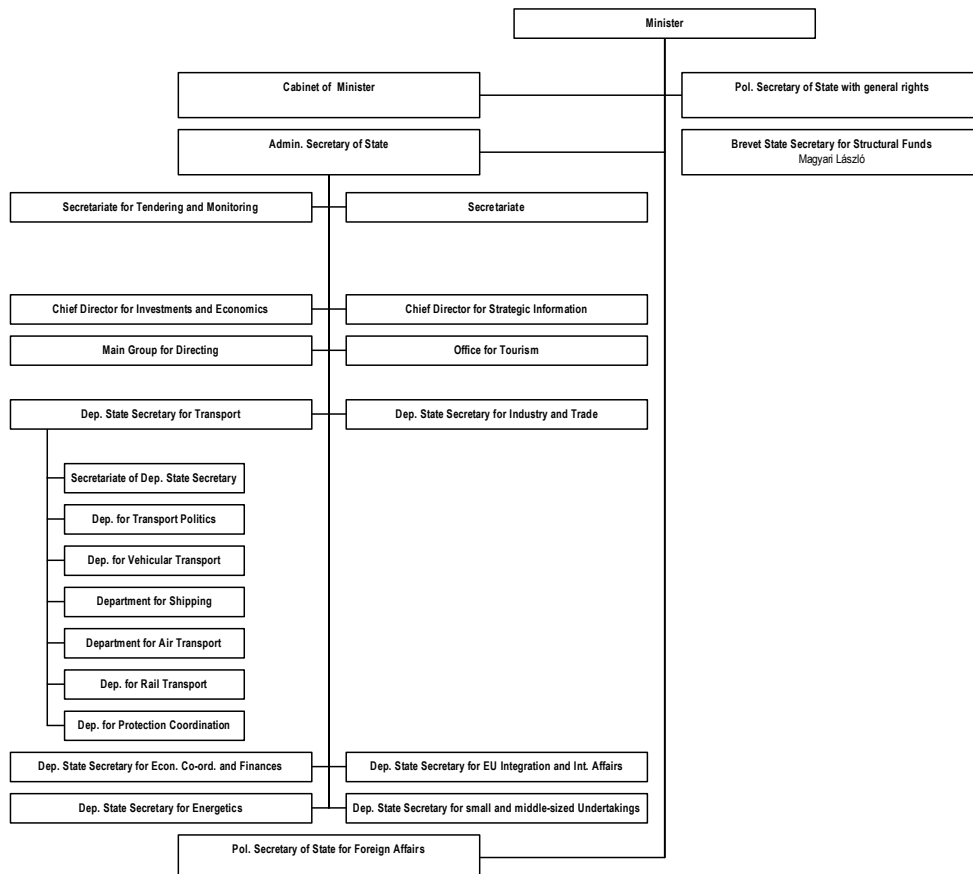 Minister
Cabinet of Minister
Pol. Secretary of State with general rights
Admin. Secretary of State
Brevet State Secretary for Structural Funds
Magyari László
Secretariate for Tendering and Monitoring
Secretariate
Chief Director for Investments and Economics
Chief Director for Strategic Information
Main Group for Directing
Office for Tourism
Dep. State Secretary for Transport
Dep. State Secretary for Industry and Trade
Secretariate of Dep. State Secretary
Dep. for Transport Politics
Dep. for Vehicular Transport
Department for Shipping
Department for Air Transport
Dep. for Rail Transport
Dep. for Protection Coordination
Dep. State Secretary for Econ. Co-ord. and Finances
Dep. State Secretary for EU Integration and Int. Affairs
Dep. State Secretary for Energetics
Dep. State Secretary for small and middle-sized Undertakings
Pol. Secretary of State for Foreign Affairs